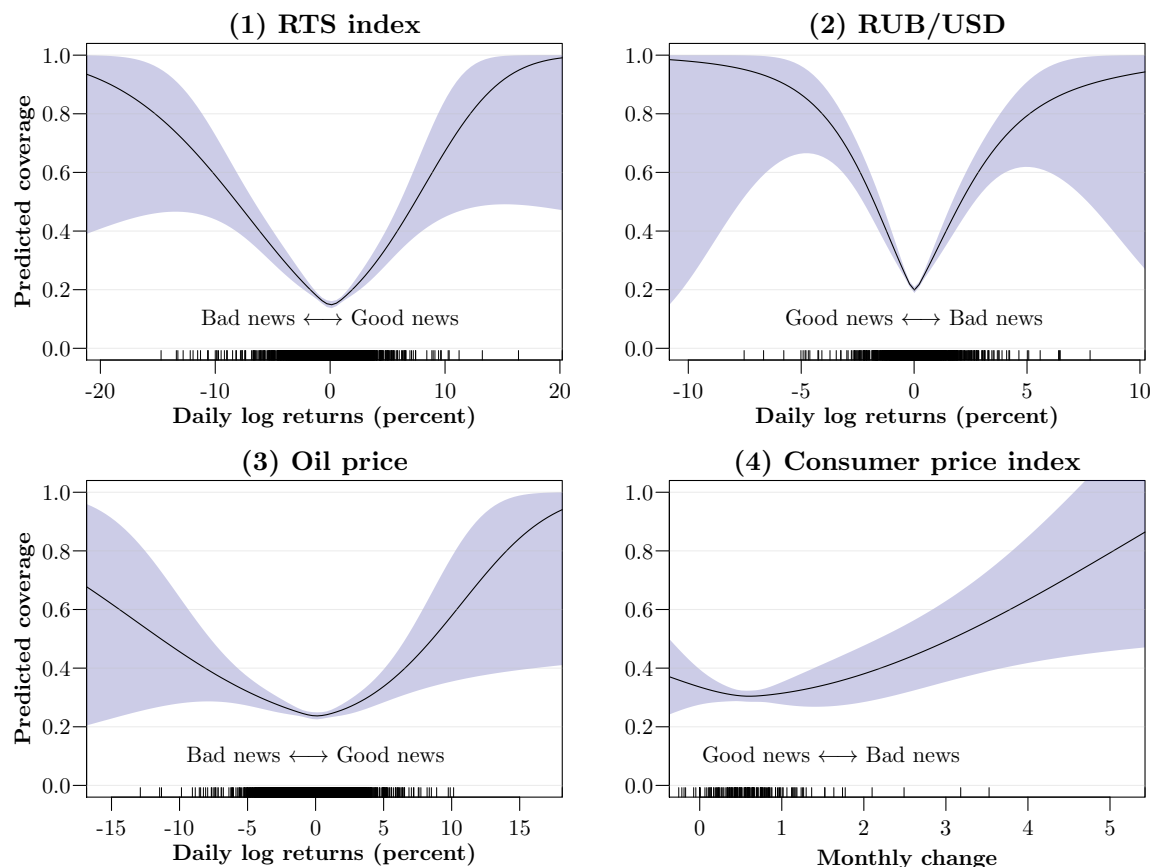 (1) RTS index
Predicted coverage
1.0
0.8
0.6
0.4
0.2
0.0
Bad news ⟷ Good news
-20 -10 0 10 20
Daily log returns (percent)
(2) RUB/USD
1.0
0.8
0.6
0.4
0.2
0.0
Good news ⟷ Bad news
-10 -5 0 5 10
Daily log returns (percent)
(3) Oil price
Predicted coverage
1.0
0.8
0.6
0.4
0.2
0.0
Bad news ⟷ Good news
-15 -10 -5 0 5 10 15
Daily log returns (percent)
(4) Consumer price index
1.0
0.8
0.6
0.4
0.2
0.0
Good news ⟷ Bad news
0 1 2 3 4 5
Monthly change